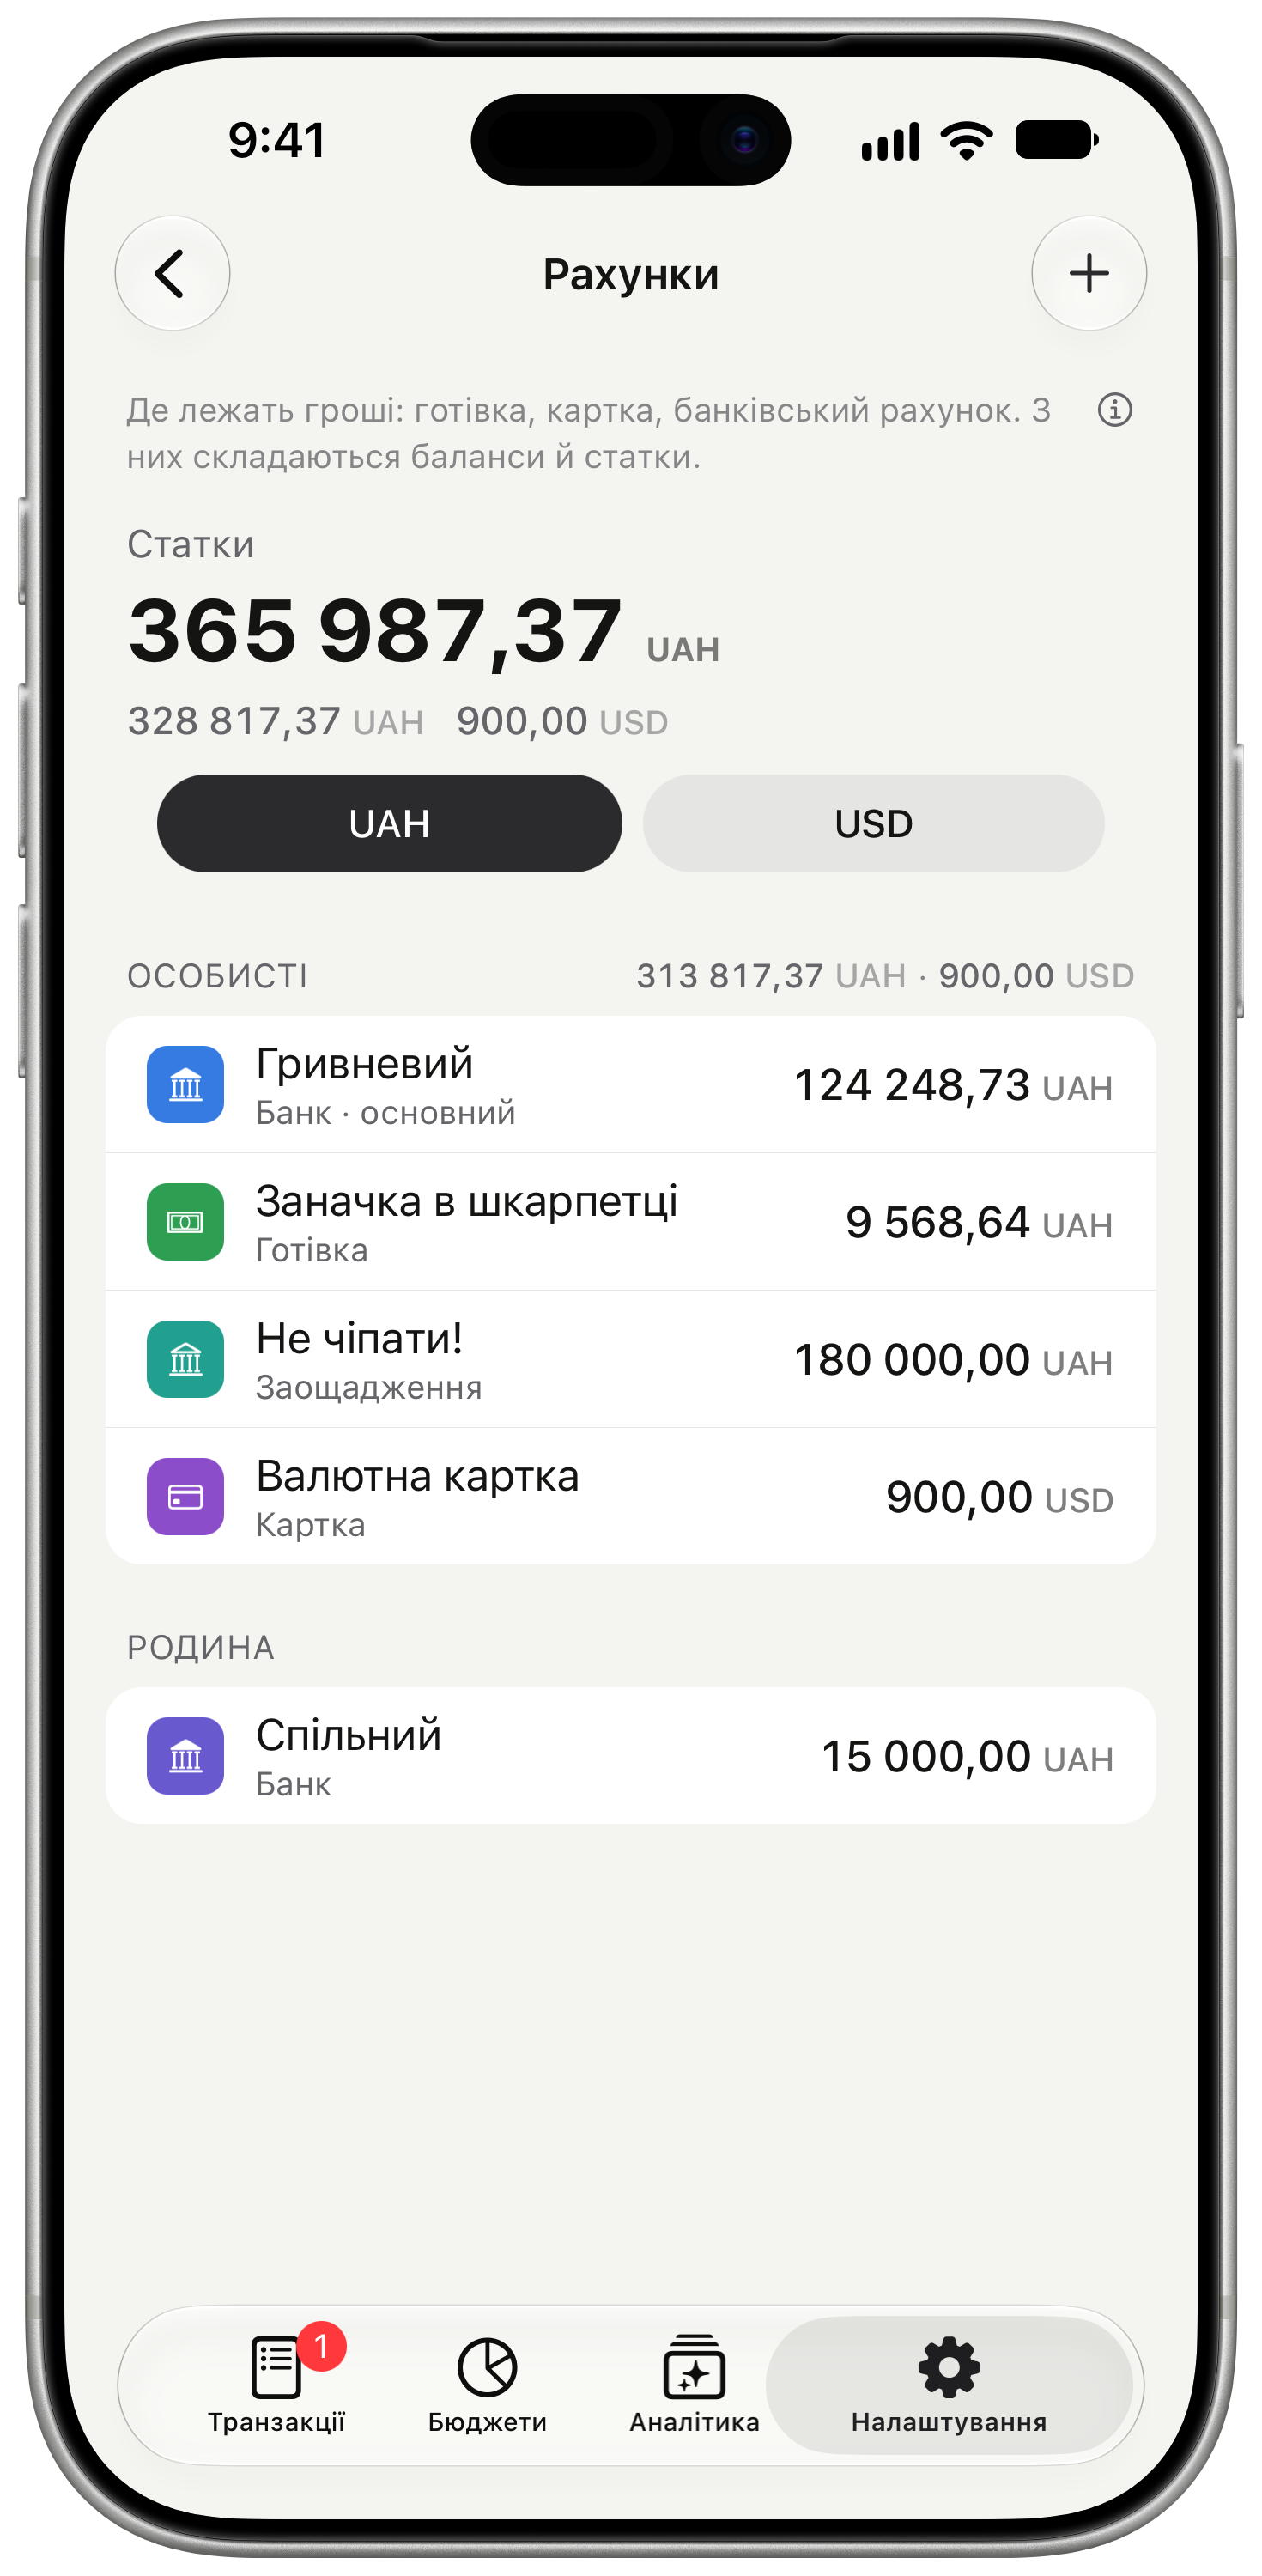 9:41
Рахунки
Де лежать гроші: готівка, картка, банківський рахунок. З
них складаються баланси й статки.
Статки
365 987,37 UAH
328 817,37 UAH 900,00 USD
UAH USD
ОСОБИСТІ 313 817,37 UAH · 900,00 USD
Гривневий
Банк · основний
124 248,73 UAH
Заначка в шкарпетці
Готівка
9 568,64 UAH
Не чіпати!
Заощадження
180 000,00 UAH
Валютна картка
Картка
900,00 USD
РОДИНА
Спільний
Банк
15 000,00 UAH
1
Транзакції Бюджети Аналітика Налаштування